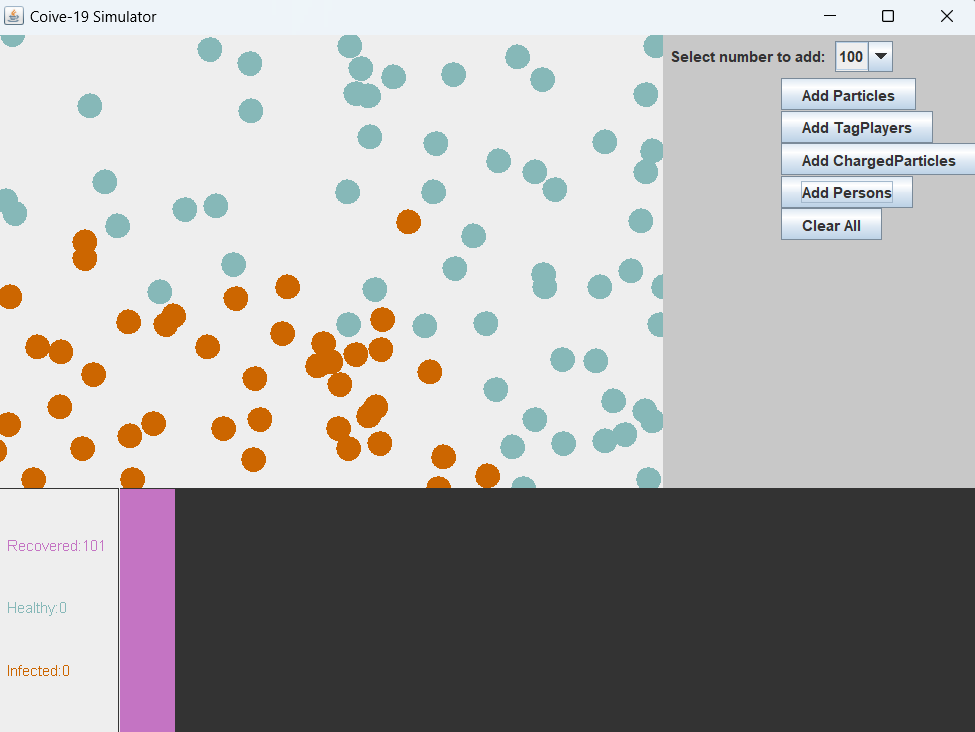 Coive-19 Simulator
Select number to add: 100
Add Particles
Add TagPlayers
Add ChargedParticles
Add Persons
Clear All
Recovered:101
Healthy:0
Infected:0